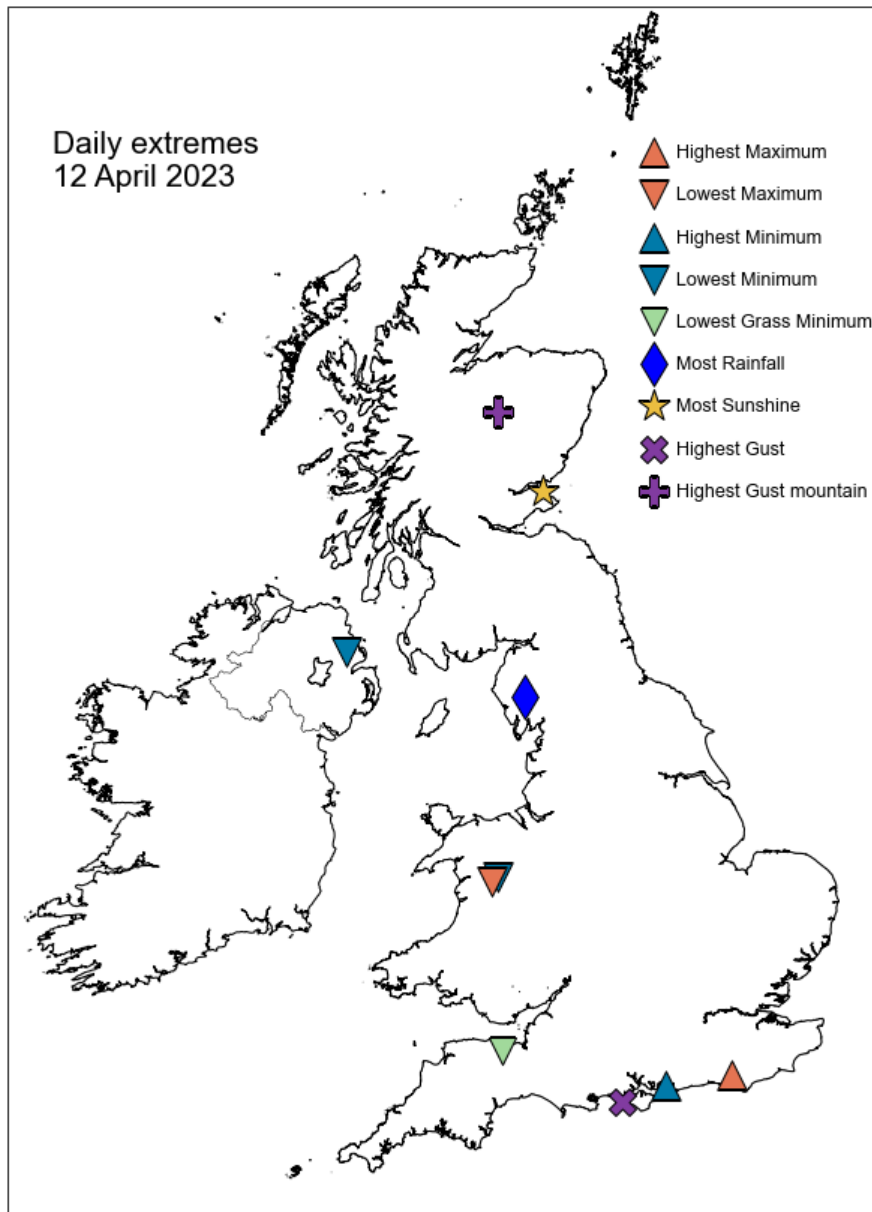 Daily extremes
12 April 2023
Highest Maximum
Lowest Maximum
Highest Minimum
Lowest Minimum
Lowest Grass Minimum
Most Rainfall
Most Sunshine
Highest Gust
Highest Gust mountain